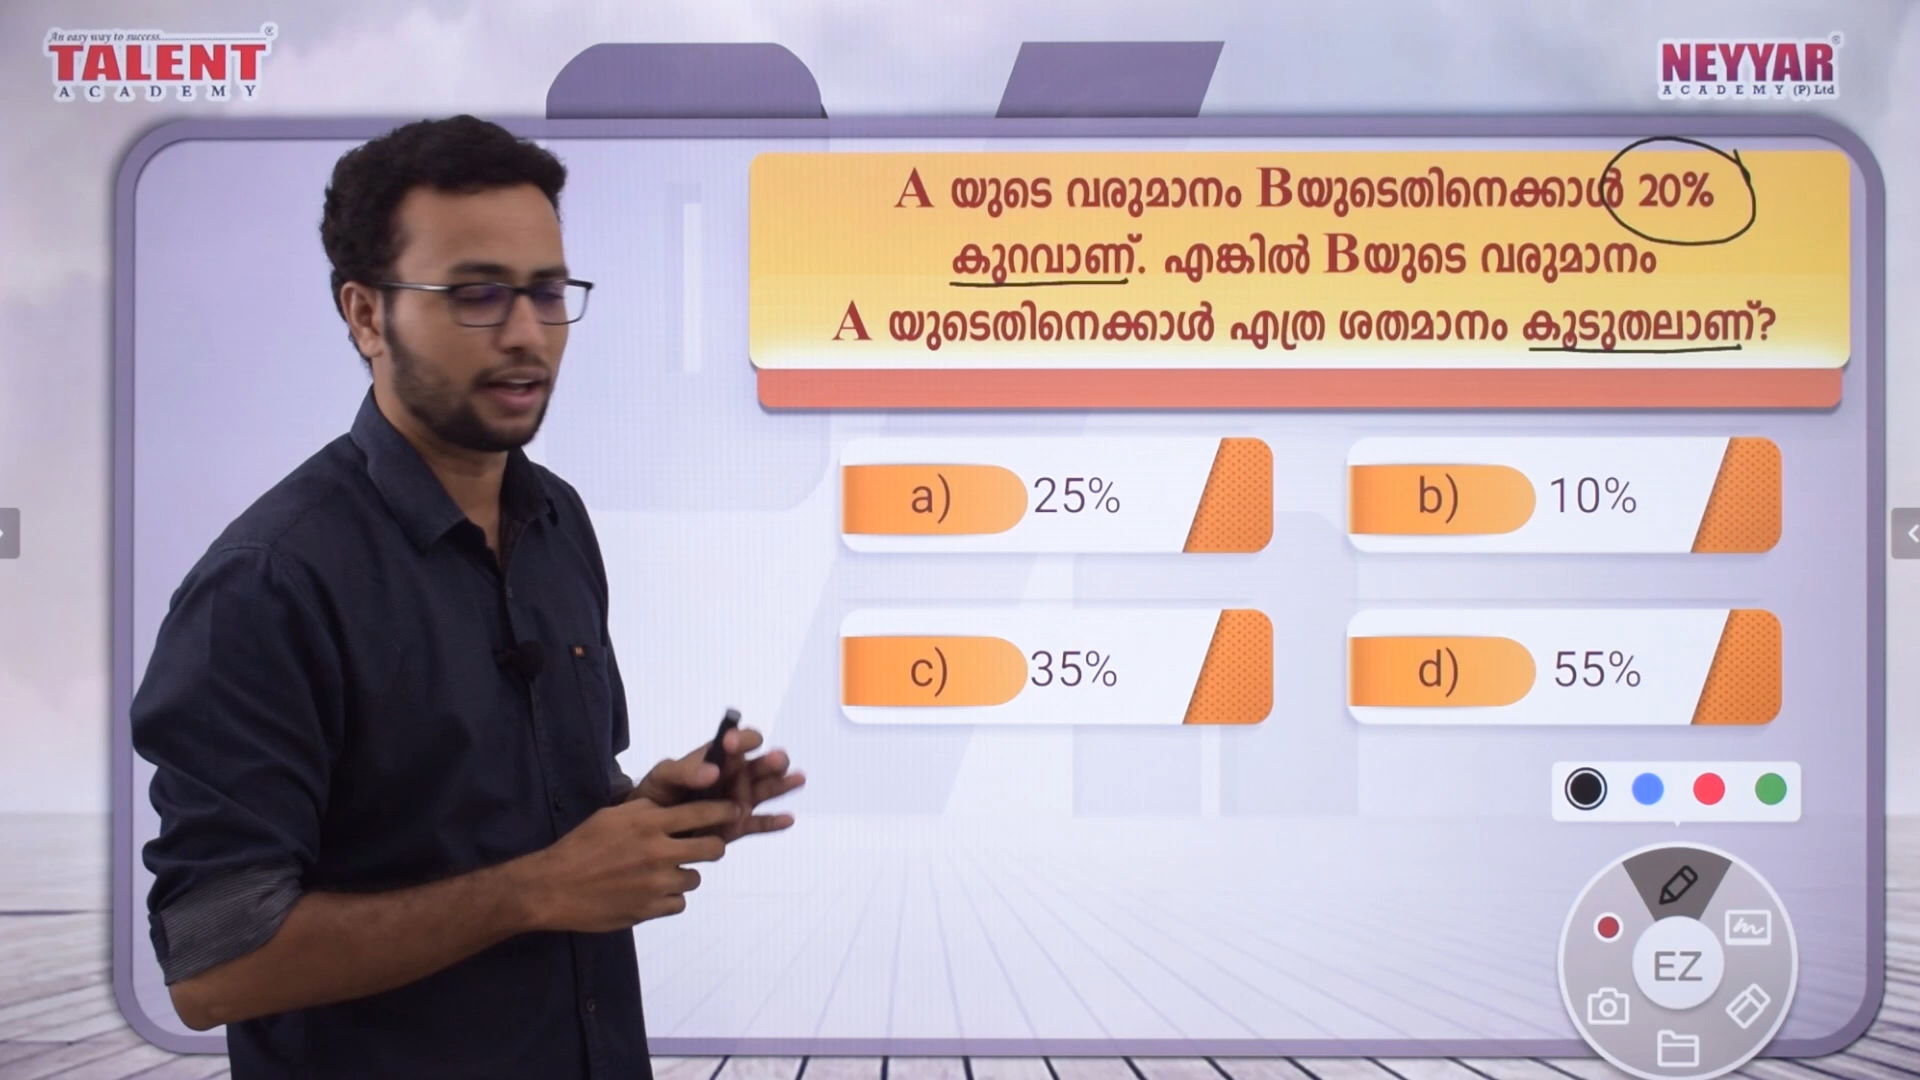 An easy way to success
TALENT
ACADEMY
NEYYAR
ACADEMY (P) Ltd
A യുടെ വരുമാനം Bയുടെതിനെക്കാൾ 20%
കുറവാണ്. എങ്കിൽ Bയുടെ വരുമാനം
A യുടെതിനെക്കാൾ എത്ര ശതമാനം കൂടുതലാണ്?
a) 25%
b) 10%
c) 35%
d) 55%
EZ